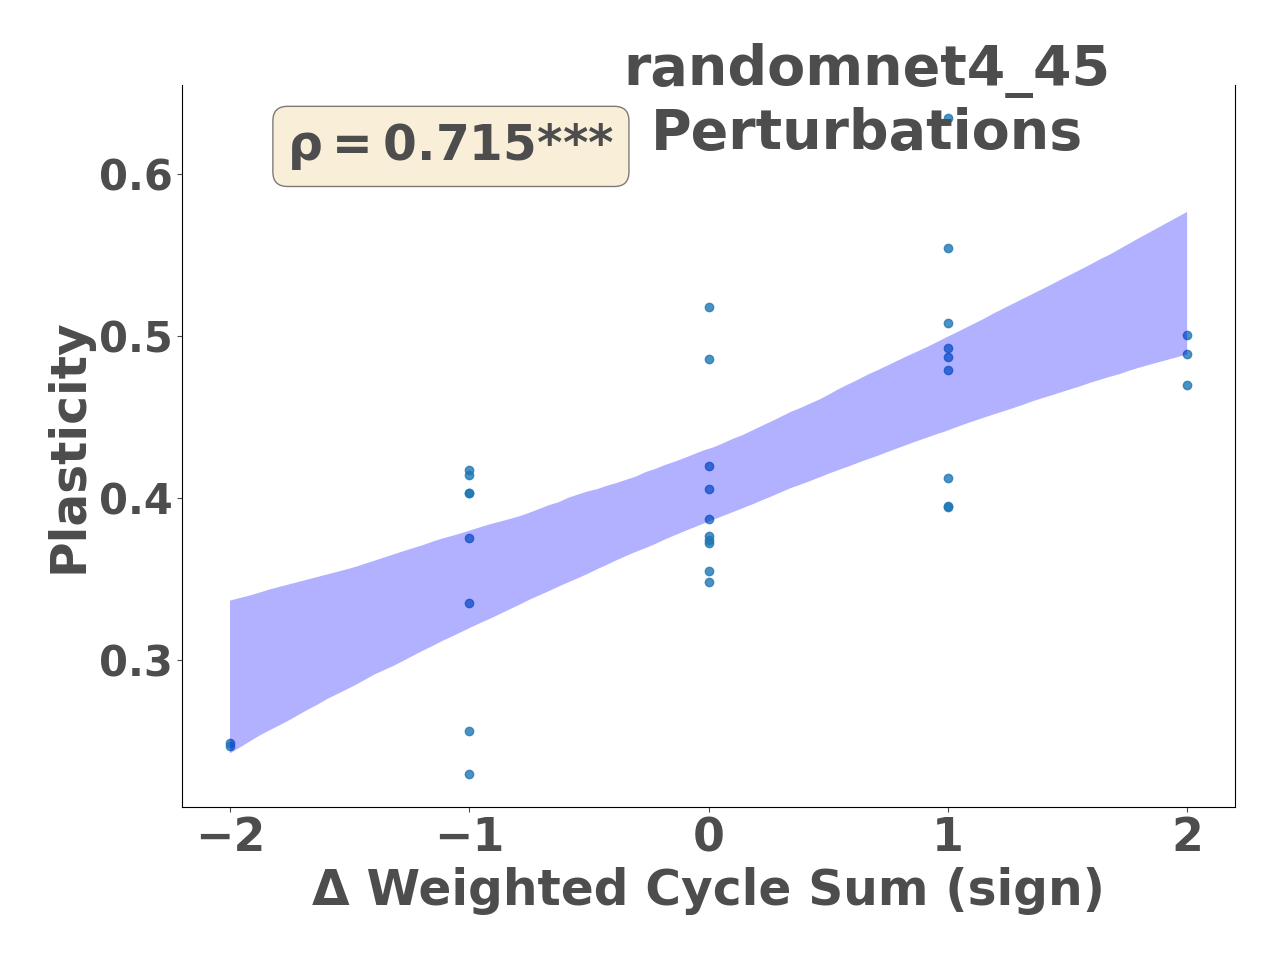 randomnet4_45
Perturbations
ρ = 0.715***
0.6
0.5
0.4
0.3
Plasticity
−2 −1 0 1 2
Δ Weighted Cycle Sum (sign)